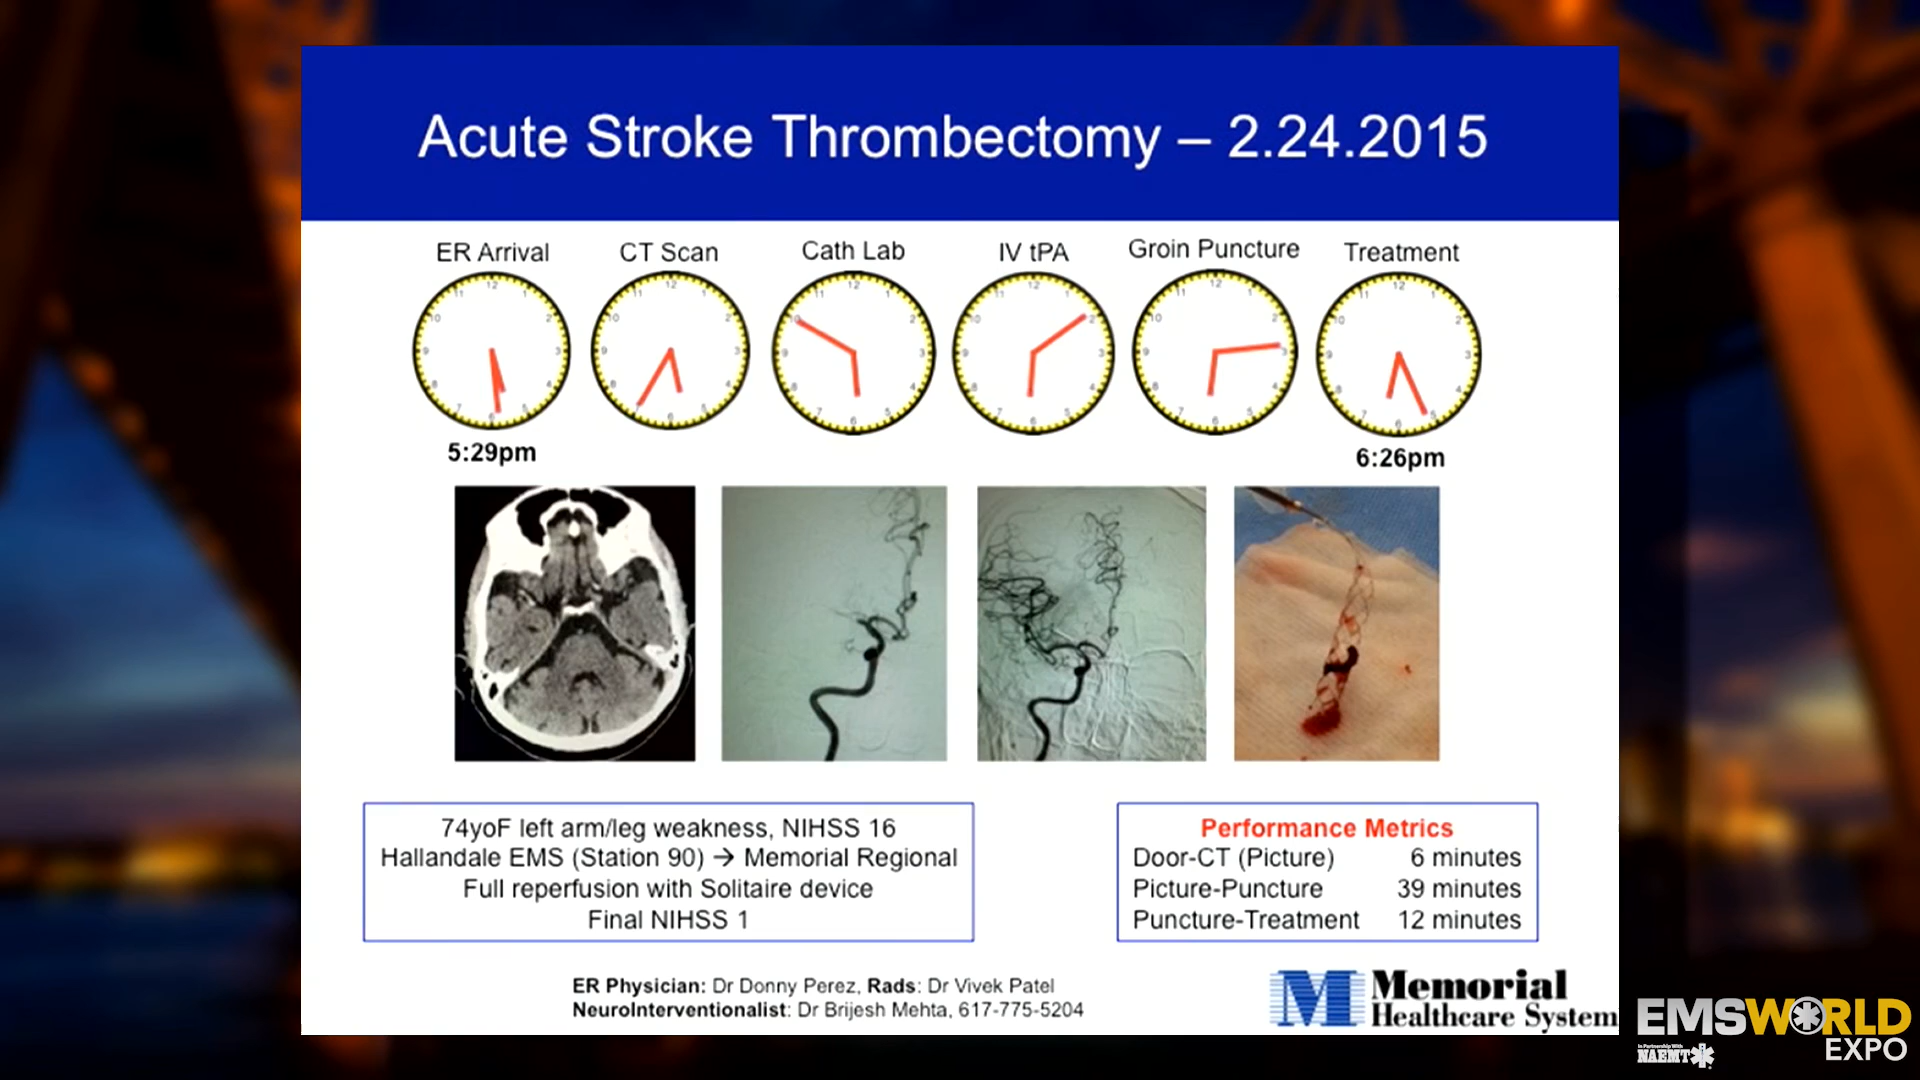 Acute Stroke Thrombectomy – 2.24.2015
ER Arrival
CT Scan
Cath Lab
IV tPA
Groin Puncture
Treatment
5:29pm
6:26pm
74yoF left arm/leg weakness, NIHSS 16
Hallandale EMS (Station 90) → Memorial Regional
Full reperfusion with Solitaire device
Final NIHSS 1
Performance Metrics
Door-CT (Picture) 6 minutes
Picture-Puncture 39 minutes
Puncture-Treatment 12 minutes
ER Physician: Dr Donny Perez, Rads: Dr Vivek Patel
NeuroInterventionalist: Dr Brijesh Mehta, 617-775-5204
M Memorial
Healthcare System
EMSWORLD
EXPO
In Partnership With
NAEMT